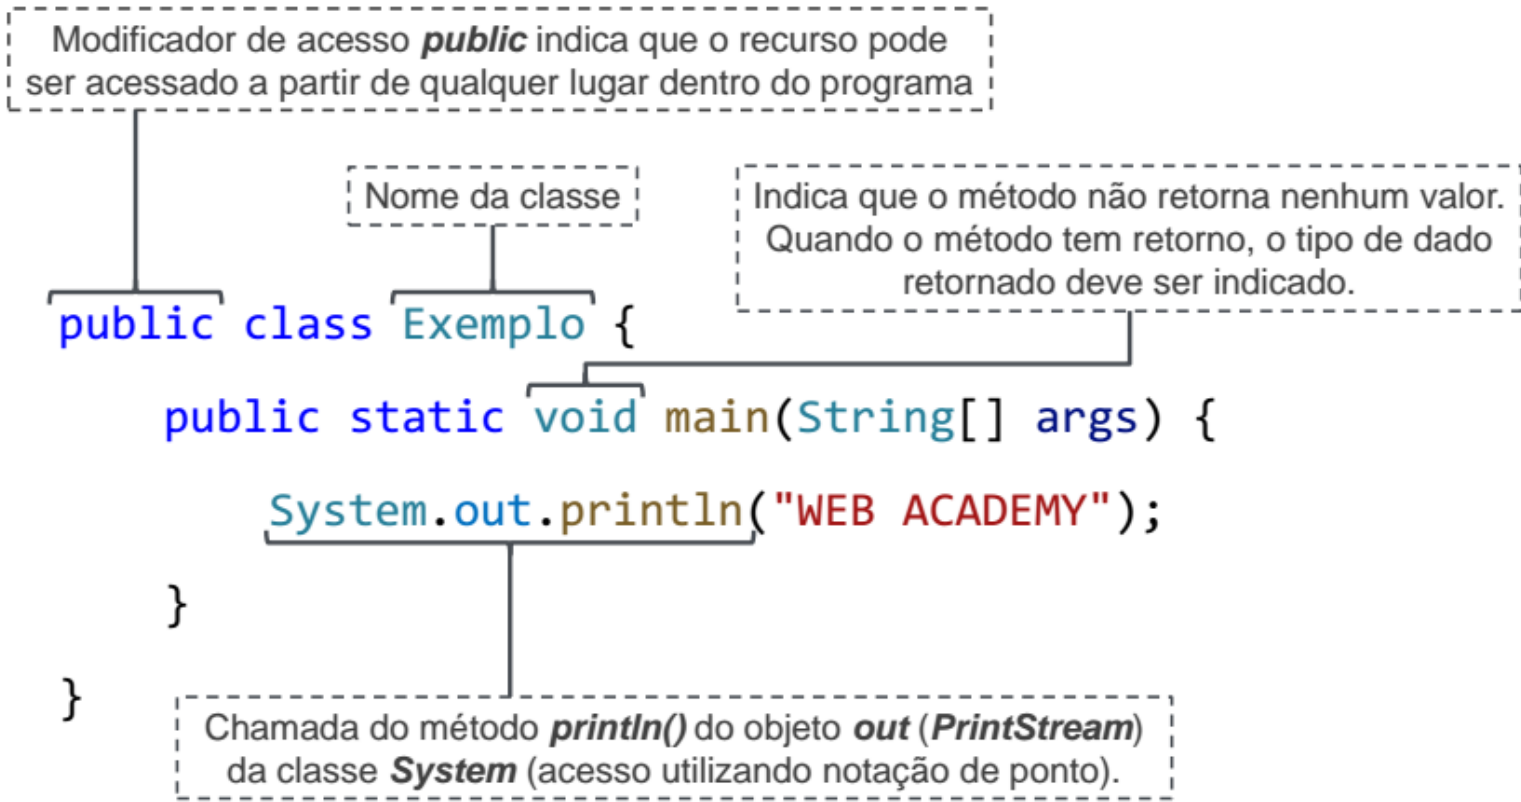 Modificador de acesso public indica que o recurso pode
ser acessado a partir de qualquer lugar dentro do programa
Nome da classe
Indica que o método não retorna nenhum valor.
Quando o método tem retorno, o tipo de dado
retornado deve ser indicado.
public class Exemplo {
public static void main(String[] args) {
System.out.println("WEB ACADEMY");
}
}
Chamada do método println() do objeto out (PrintStream)
da classe System (acesso utilizando notação de ponto).